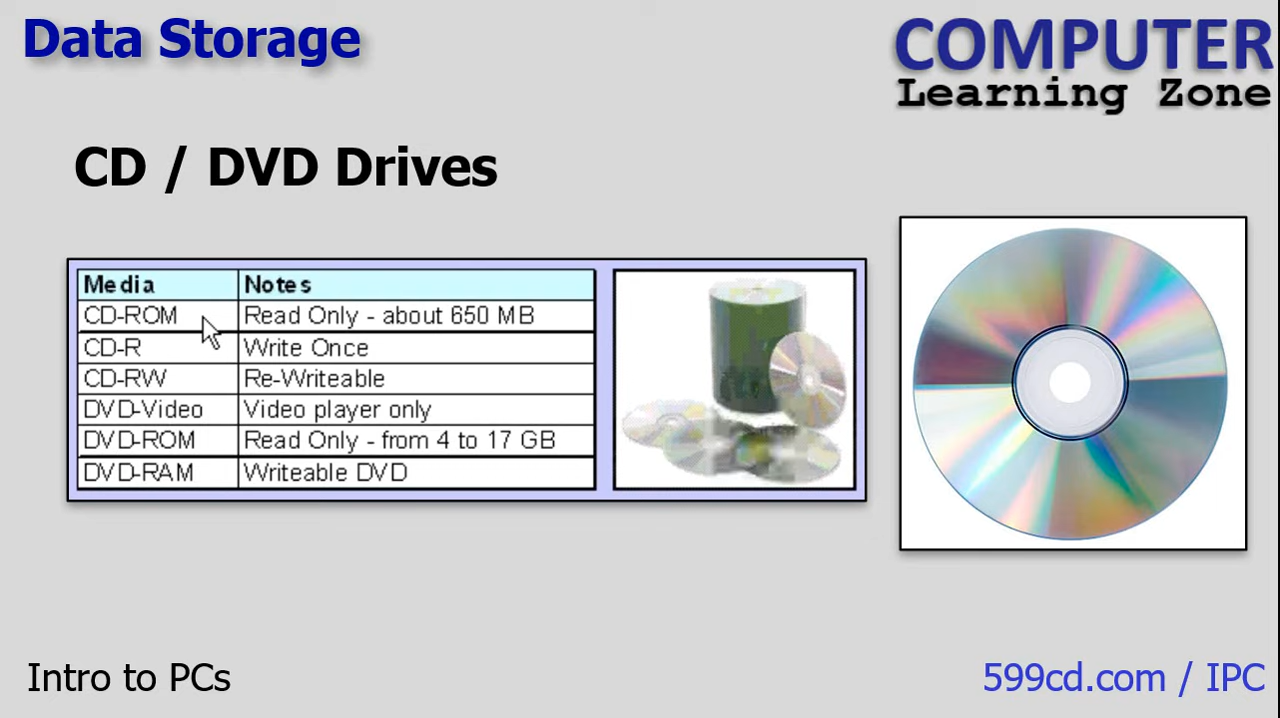 Data Storage
COMPUTER
Learning Zone
CD / DVD Drives
Media Notes
CD-ROM Read Only - about 650 MB
CD-R Write Once
CD-RW Re-Writeable
DVD-Video Video player only
DVD-ROM Read Only - from 4 to 17 GB
DVD-RAM Writeable DVD
Intro to PCs
599cd.com / IPC